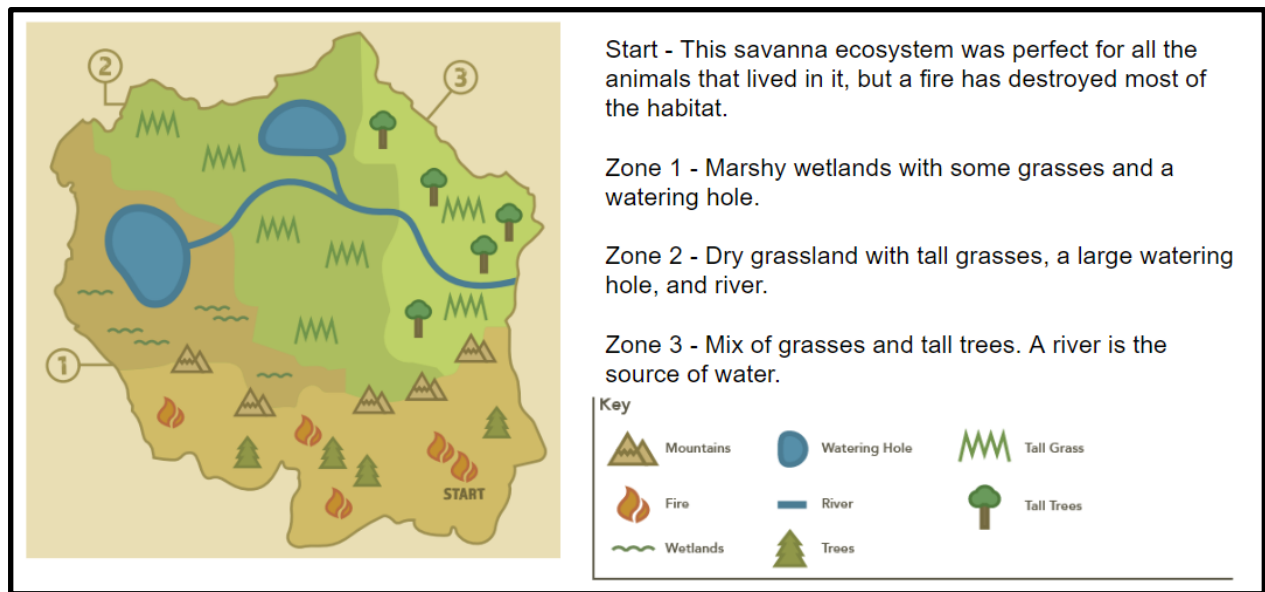 2
3
1
START
Start - This savanna ecosystem was perfect for all the
animals that lived in it, but a fire has destroyed most of
the habitat.
Zone 1 - Marshy wetlands with some grasses and a
watering hole.
Zone 2 - Dry grassland with tall grasses, a large watering
hole, and river.
Zone 3 - Mix of grasses and tall trees. A river is the
source of water.
Key
Mountains
Watering Hole
Tall Grass
Fire
River
Tall Trees
Wetlands
Trees